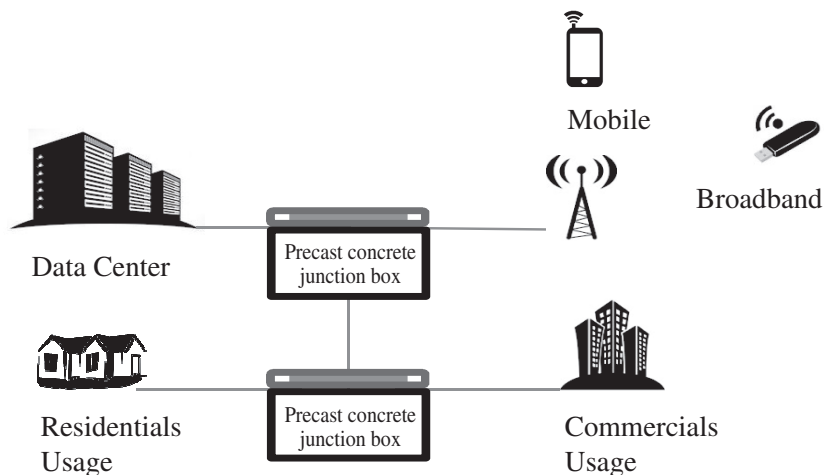 Mobile
Broadband
Data Center
Precast concrete
junction box
Residentials
Usage
Precast concrete
junction box
Commercials
Usage